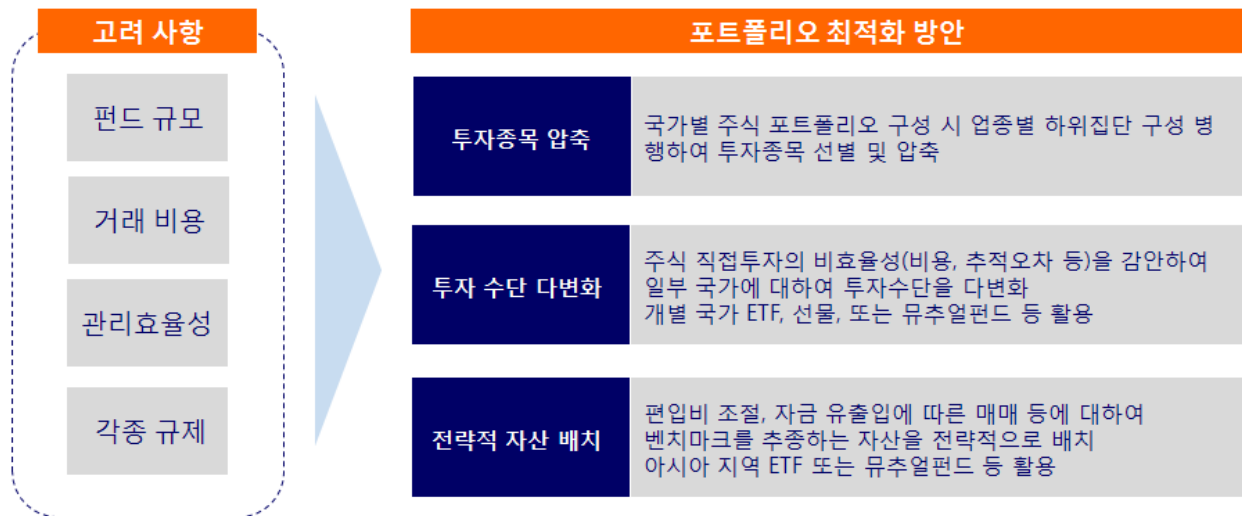 고려 사항
펀드 규모
거래 비용
관리효율성
각종 규제
포트폴리오 최적화 방안
투자종목 압축
국가별 주식 포트폴리오 구성 시 업종별 하위집단 구성 병
행하여 투자종목 선별 및 압축
투자 수단 다변화
주식 직접투자의 비효율성(비용, 추적오차 등)을 감안하여
일부 국가에 대하여 투자수단을 다변화
개별 국가 ETF, 선물, 또는 뮤추얼펀드 등 활용
전략적 자산 배치
편입비 조절, 자금 유출입에 따른 매매 등에 대하여
벤치마크를 추종하는 자산을 전략적으로 배치
아시아 지역 ETF 또는 뮤추얼펀드 등 활용